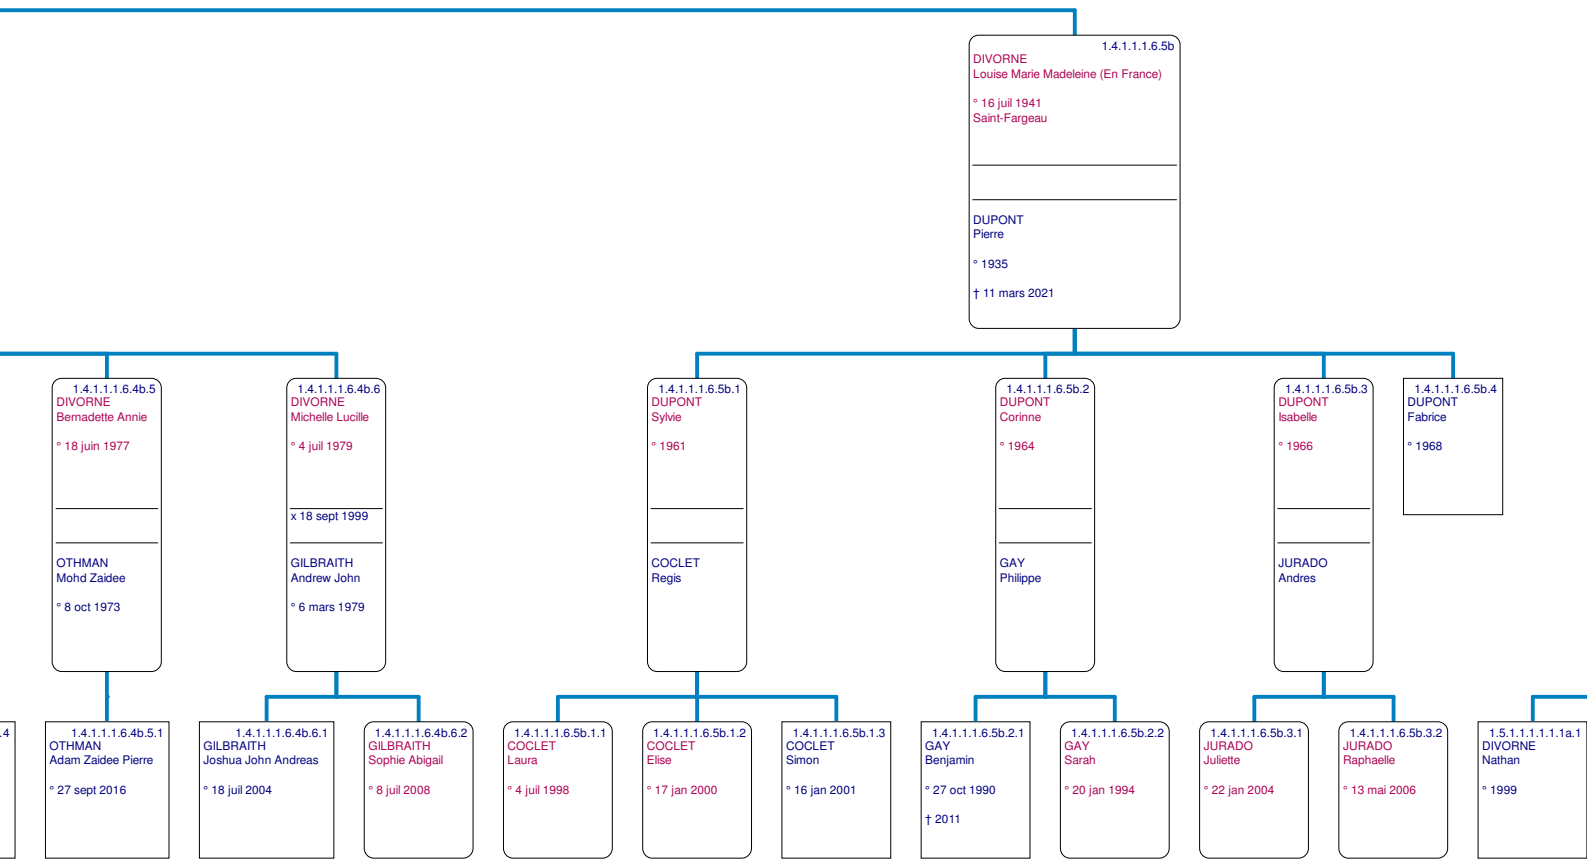 1.4.1.1.1.6.5b
DIVORNE
Louise Marie Madeleine (En France)
° 16 juil 1941
Saint-Fargeau
DUPONT
Pierre
° 1935
† 11 mars 2021
1.4.1.1.1.6.4b.5
DIVORNE
Bernadette Annie
° 18 juin 1977
OTHMAN
Mohd Zaidee
° 8 oct 1973
1.4.1.1.1.6.4b.6
DIVORNE
Michelle Lucille
° 4 juil 1979
x 18 sept 1999
GILBRAITH
Andrew John
° 6 mars 1979
1.4.1.1.1.6.5b.1
DUPONT
Sylvie
° 1961
COCLET
Regis
1.4.1.1.1.6.5b.2
DUPONT
Corinne
° 1964
GAY
Philippe
1.4.1.1.1.6.5b.3
DUPONT
Isabelle
° 1966
JURADO
Andres
1.4.1.1.1.6.5b.4
DUPONT
Fabrice
° 1968
.4
1.4.1.1.1.6.4b.5.1
OTHMAN
Adam Zaidee Pierre
° 27 sept 2016
1.4.1.1.1.6.4b.6.1
GILBRAITH
Joshua John Andreas
° 18 juil 2004
1.4.1.1.1.6.4b.6.2
GILBRAITH
Sophie Abigail
° 8 juil 2008
1.4.1.1.1.6.5b.1.1
COCLET
Laura
° 4 juil 1998
1.4.1.1.1.6.5b.1.2
COCLET
Elise
° 17 jan 2000
1.4.1.1.1.6.5b.1.3
COCLET
Simon
° 16 jan 2001
1.4.1.1.1.6.5b.2.1
GAY
Benjamin
° 27 oct 1990
† 2011
1.4.1.1.1.6.5b.2.2
GAY
Sarah
° 20 jan 1994
1.4.1.1.1.6.5b.3.1
JURADO
Juliette
° 22 jan 2004
1.4.1.1.1.6.5b.3.2
JURADO
Raphaelle
° 13 mai 2006
1.5.1.1.1.1.1a.1
DIVORNE
Nathan
° 1999